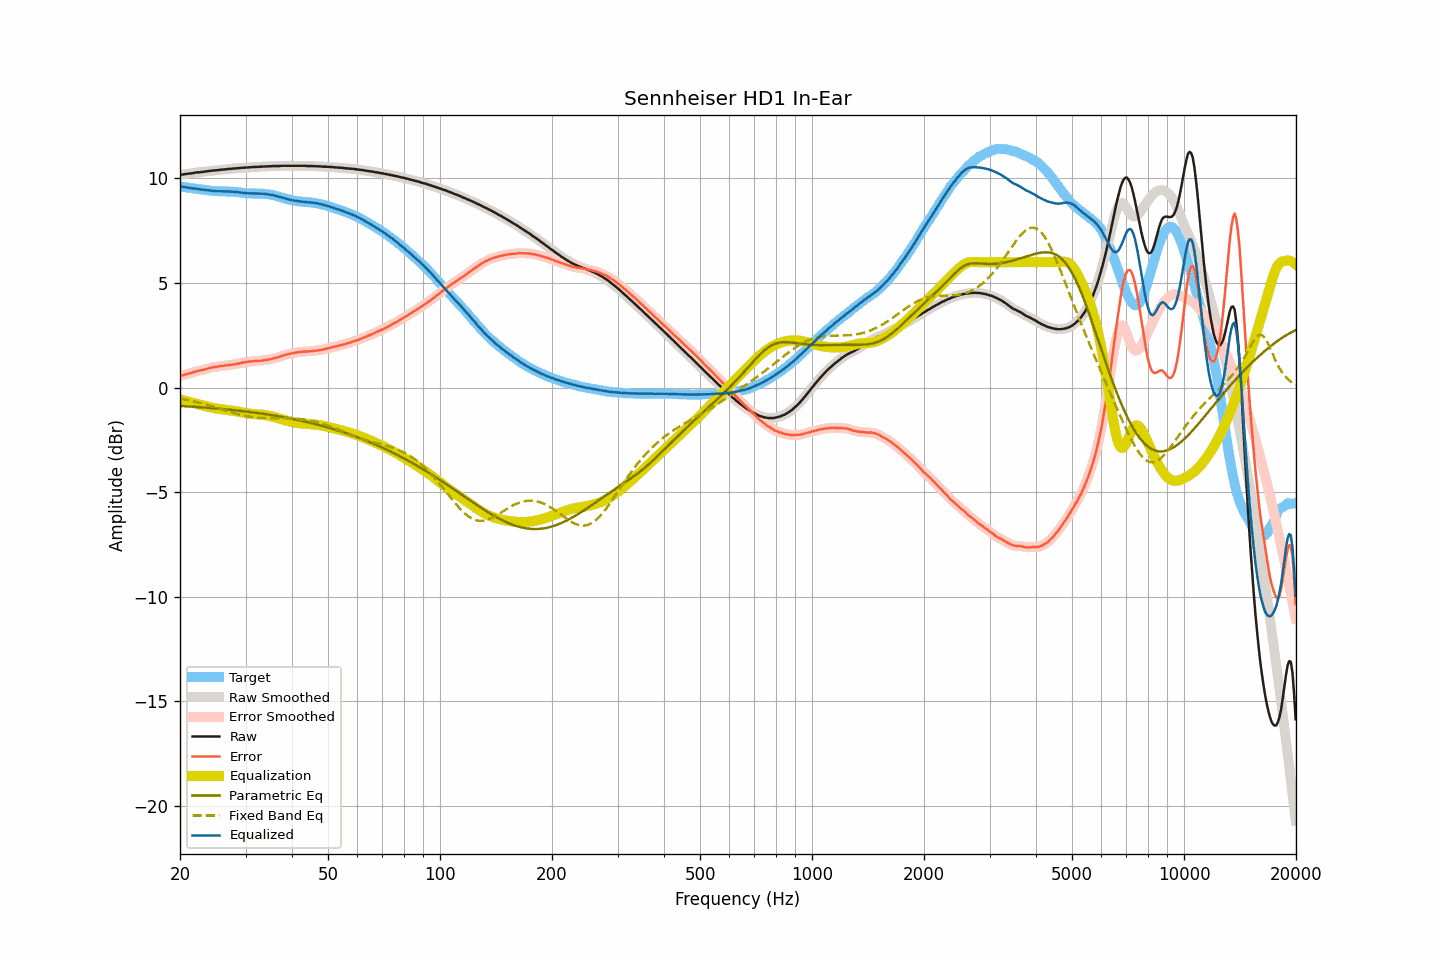 Sennheiser HD1 In-Ear
Amplitude (dBr)
10
5
0
−5
−10
−15
−20
Target
Raw Smoothed
Error Smoothed
Raw
Error
Equalization
Parametric Eq
Fixed Band Eq
Equalized
20 50 100 200 500 1000 2000 5000 10000 20000
Frequency (Hz)